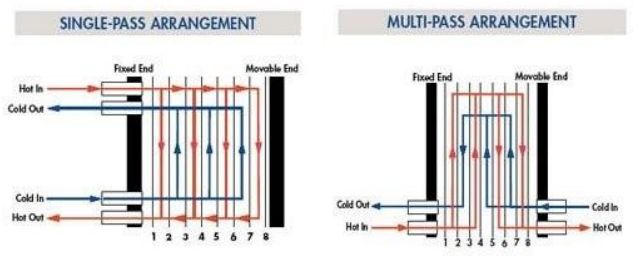 SINGLE-PASS ARRANGEMENT
Fixed End
Movable End
Hot In
Cold Out
Cold In
Hot Out
1 2 3 4 5 6 7 8
MULTI-PASS ARRANGEMENT
Fixed End
Movable End
Cold Out
Hot In
Cold In
Hot Out
1 2 3 4 5 6 7 8